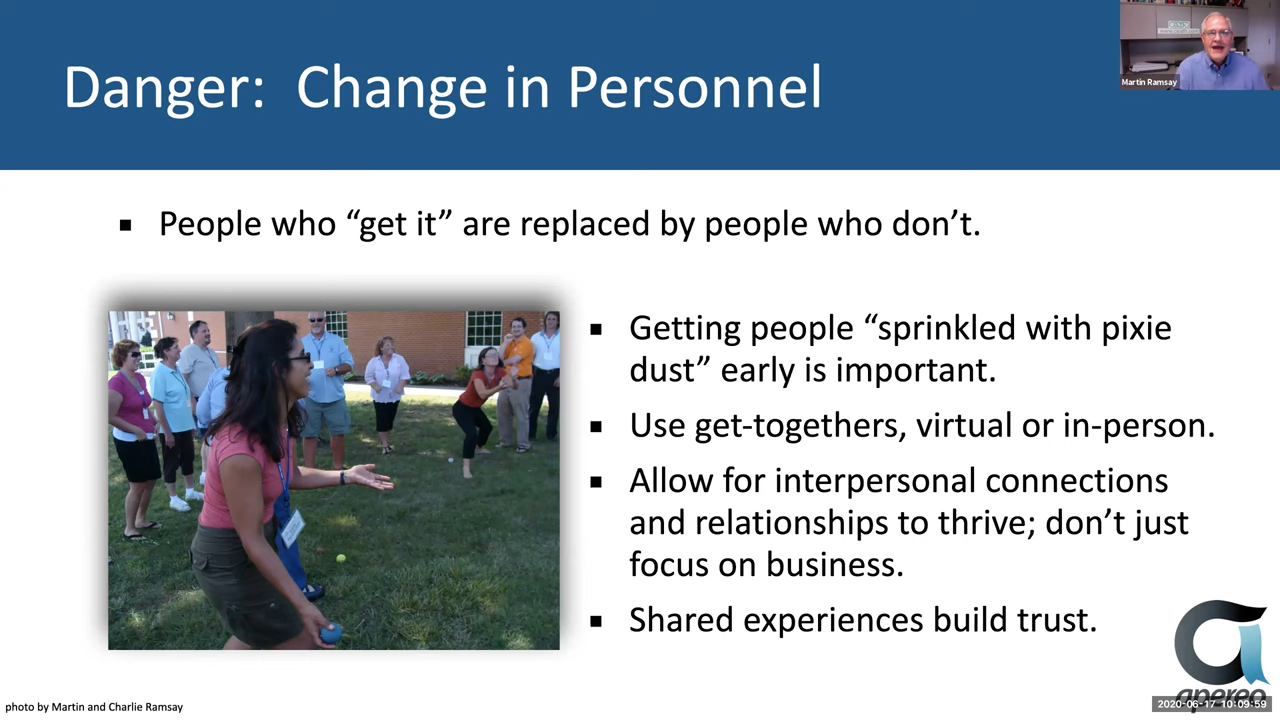 Danger:  Change in Personnel
Martin Ramsay
▪ People who “get it” are replaced by people who don’t.
▪ Getting people “sprinkled with pixie
dust” early is important.
▪ Use get-togethers, virtual or in-person.
▪ Allow for interpersonal connections
and relationships to thrive; don’t just
focus on business.
▪ Shared experiences build trust.
apereo
2020-06-17 10:09:59
photo by Martin and Charlie Ramsay